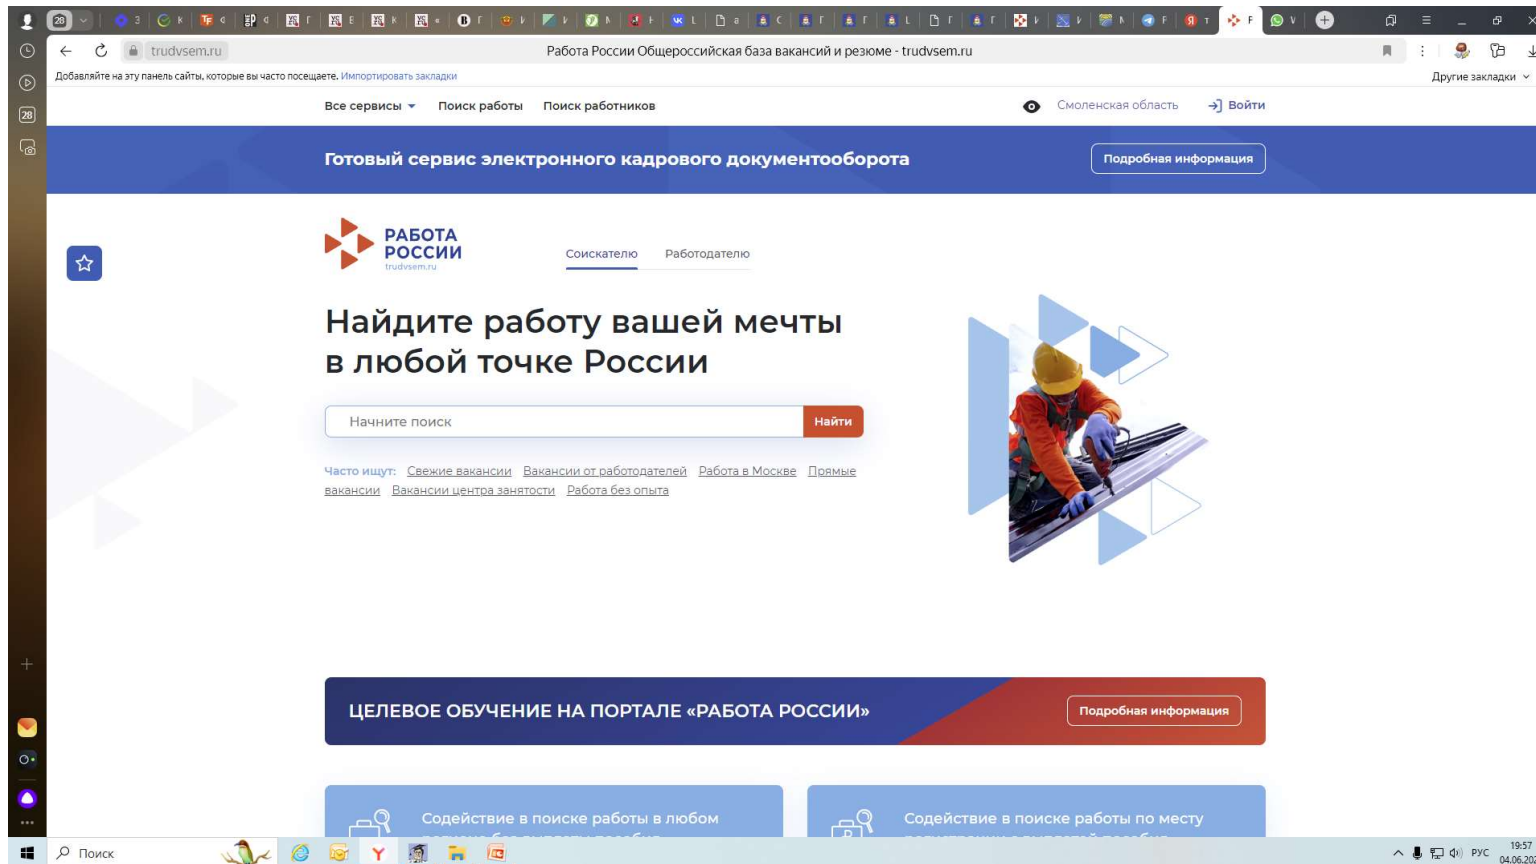 28
trudvsem.ru
Работа России Общероссийская база вакансий и резюме - trudvsem.ru
Добавляйте на эту панель сайты, которые вы часто посещаете. Импортировать закладки
Другие закладки
28
Все сервисы
Поиск работы
Поиск работников
Смоленская область
Войти
Готовый сервис электронного кадрового документооборота
Подробная информация
РАБОТА
РОССИИ
trudvsem.ru
Соискателю
Работодателю
Найдите работу вашей мечты
в любой точке России
Начните поиск
Найти
Часто ищут: Свежие вакансии Вакансии от работодателей Работа в Москве Прямые
вакансии Вакансии центра занятости Работа без опыта
ЦЕЛЕВОЕ ОБУЧЕНИЕ НА ПОРТАЛЕ «РАБОТА РОССИИ»
Подробная информация
Содействие в поиске работы в любом
Содействие в поиске работы по месту
Поиск
РУС
19:57